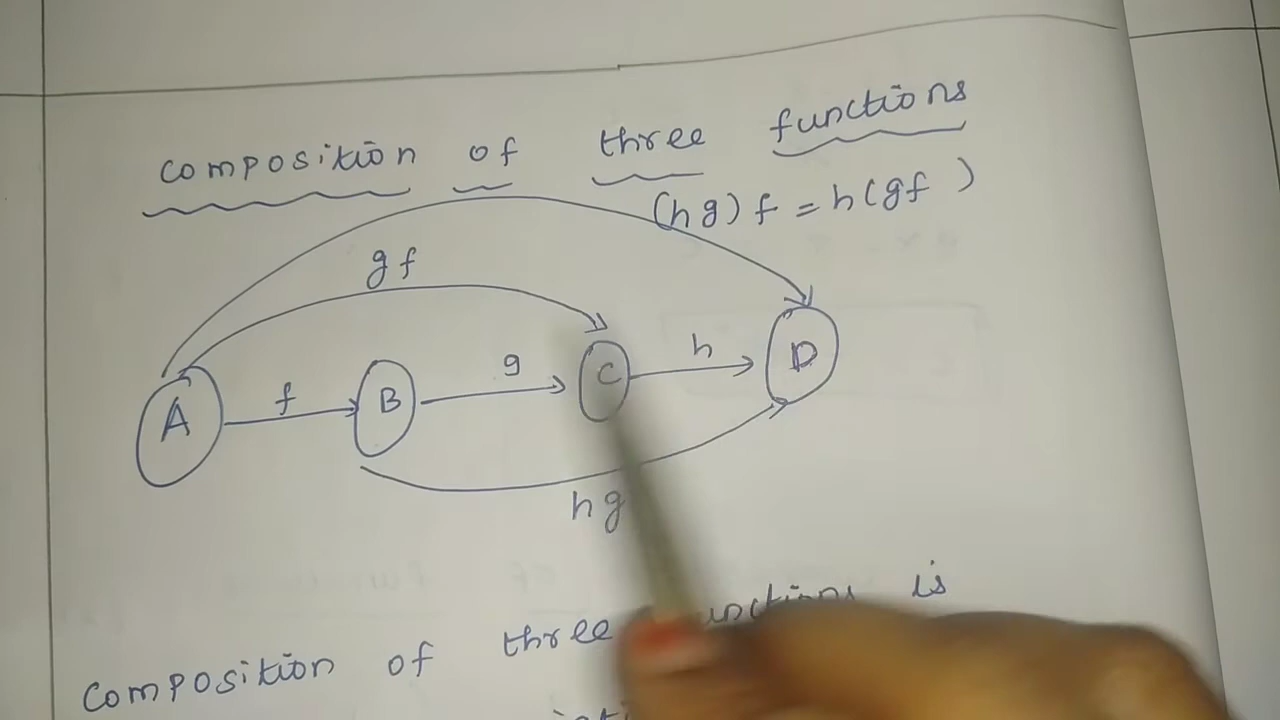 composition of three functions
(hg) f = h(gf)
gf
f
g
h
A
B
C
D
hg
composition of three is